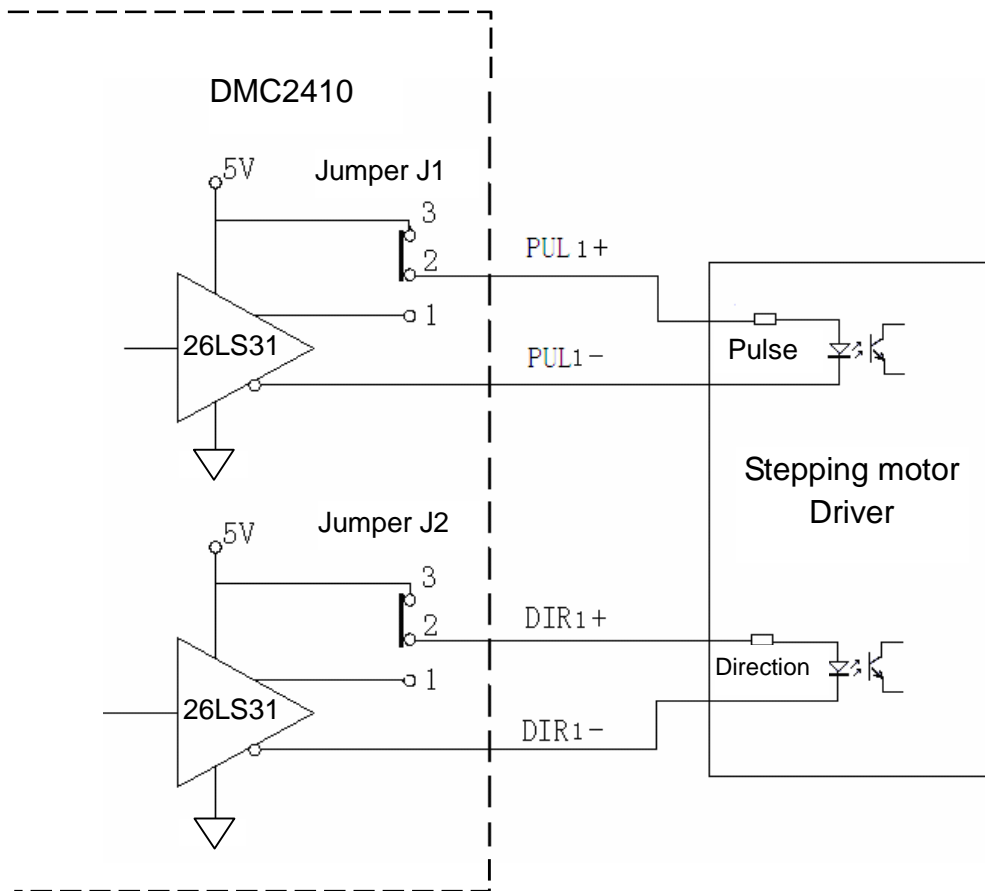 DMC2410
5V
Jumper J1
3
2
1
26LS31
PUL1+
PUL1-
Pulse
Stepping motor
Driver
5V
Jumper J2
3
2
1
26LS31
DIR1+
DIR1-
Direction